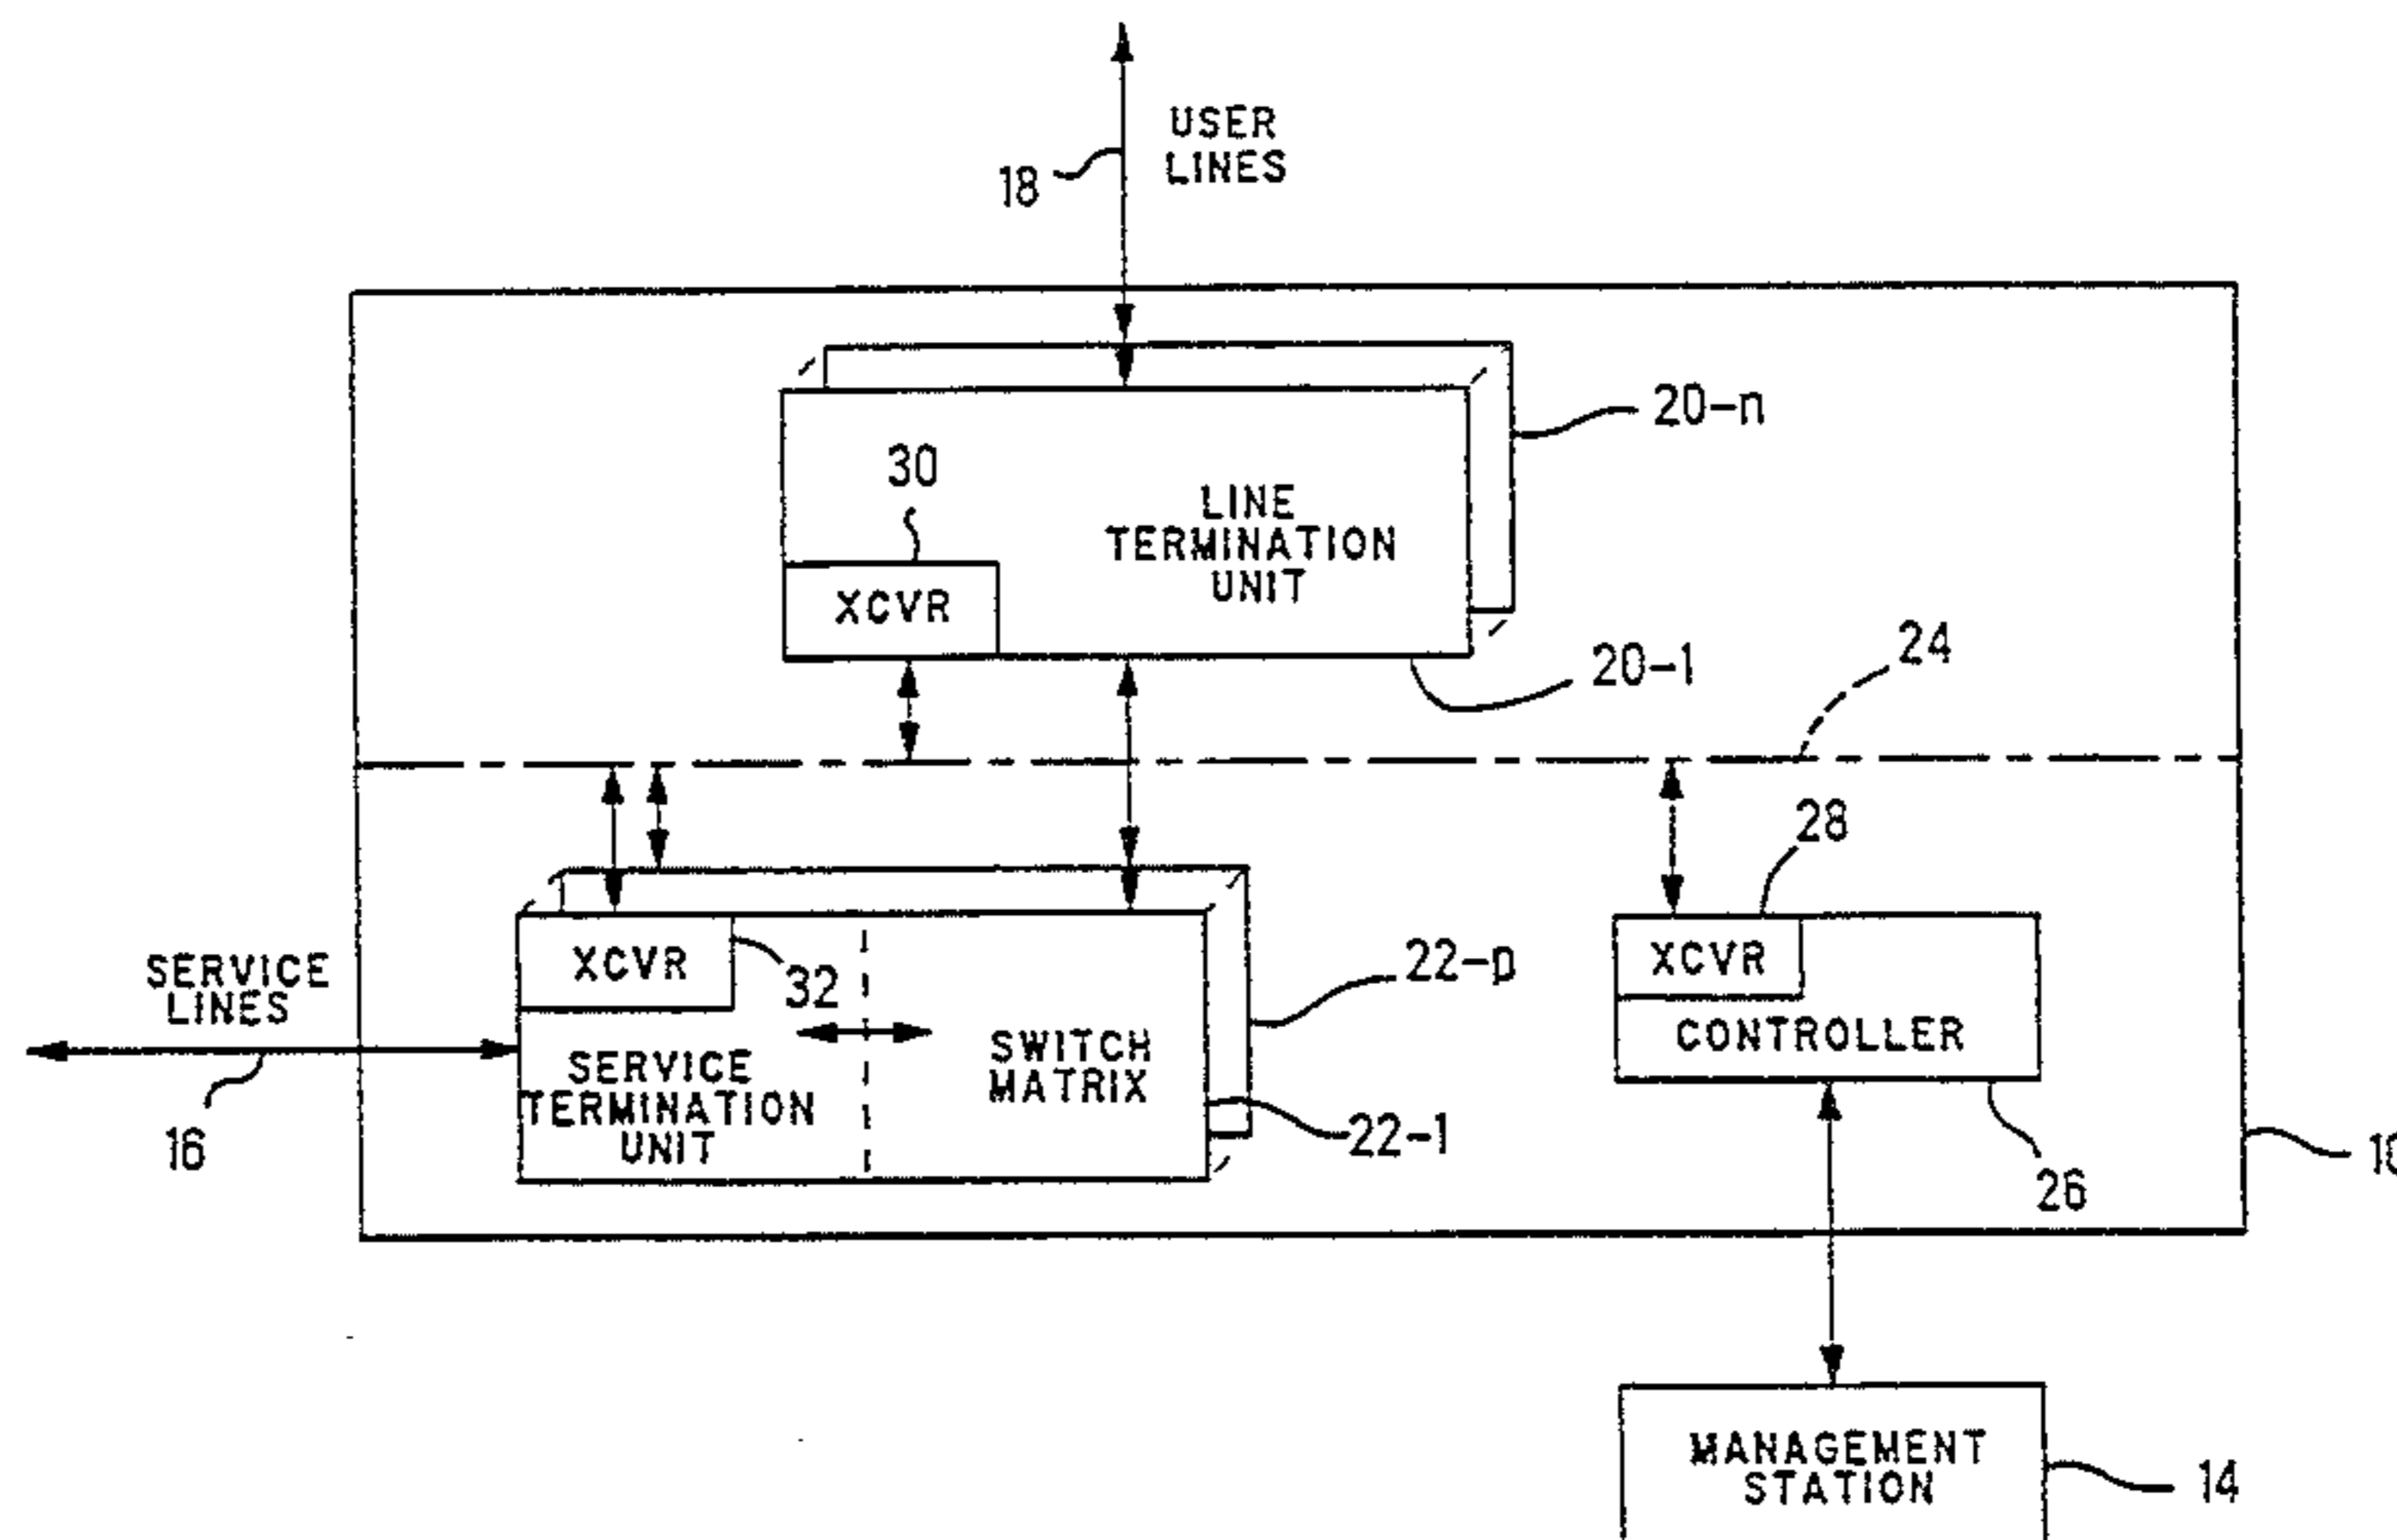 USER
LINES
18
20-n
30
LINE
TERMINATION
UNIT
XCVR
20-1
24
28
XCVR
32
22-p
XCVR
SERVICE
LINES
SWITCH
MATRIX
CONTROLLER
SERVICE
TERMINATION
UNIT
22-1
16
26
10
MANAGEMENT
STATION
14